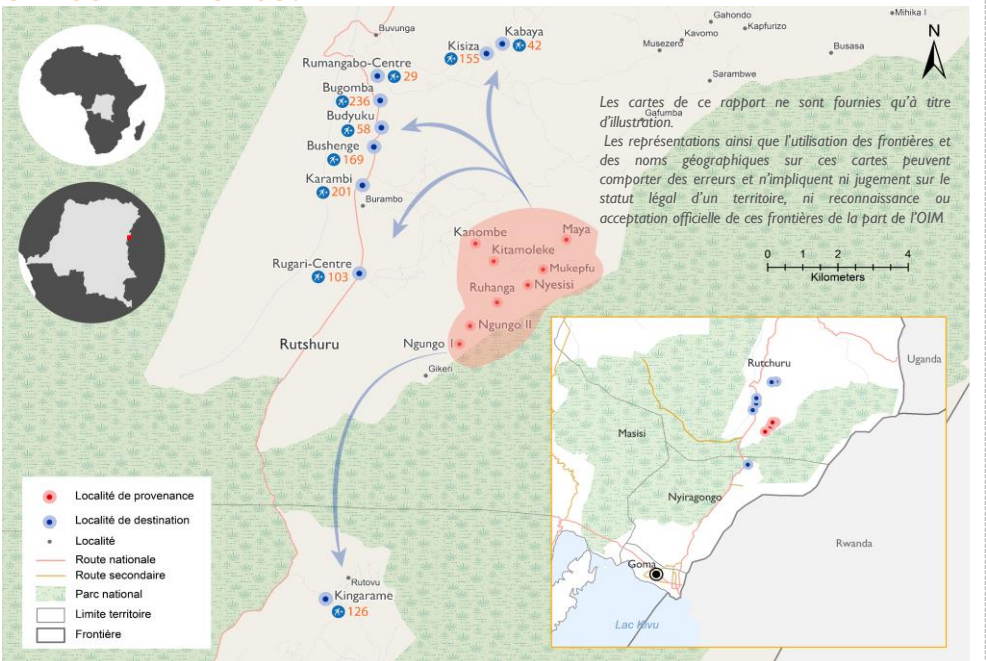 Mihika I
Gahondo
Kapfurizo
Kavomo
Musezero
Busasa
Sarambwe
Gafumba
N
Buvunga
Kabaya
42
Kisiza
155
Rumangabo-Centre
29
Bugomba
236
Budyuku
58
Bushenge
169
Karambi
201
Burambo
Rugari-Centre
103
Les cartes de ce rapport ne sont fournies qu'à titre
d'illustration.
Les représentations ainsi que l'utilisation des frontières et
des noms géographiques sur ces cartes peuvent
comporter des erreurs et n'impliquent ni jugement sur le
statut légal d'un territoire, ni reconnaissance ou
acceptation officielle de ces frontières de la part de l'OIM
0 2 4
Kilometers
Kanombe
Maya
Kitamoleke
Mukepfu
Nyesisi
Ruhanga
Ngungo II
Ngungo I
Rutshuru
Gikeri
Rutovu
Kingarame
126
Localité de provenance
Localité de destination
Localité
Route nationale
Route secondaire
Parc national
Limite territoire
Frontière
Rutchuru
Uganda
Masisi
Nyiragongo
Rwanda
Goma
Lac Kivu